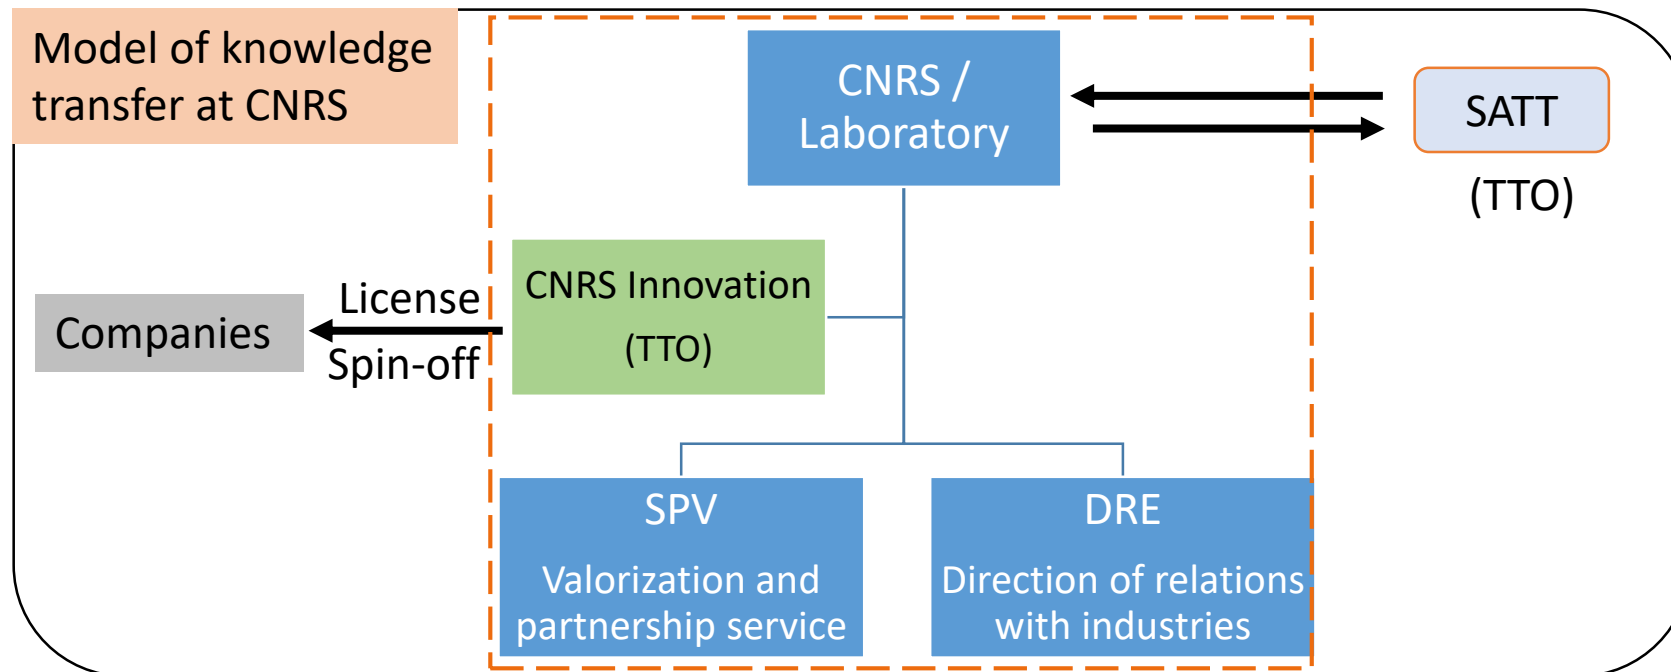 Model of knowledge
transfer at CNRS
CNRS /
Laboratory
SATT
(TTO)
CNRS Innovation
(TTO)
License
Spin-off
Companies
SPV
Valorization and
partnership service
DRE
Direction of relations
with industries